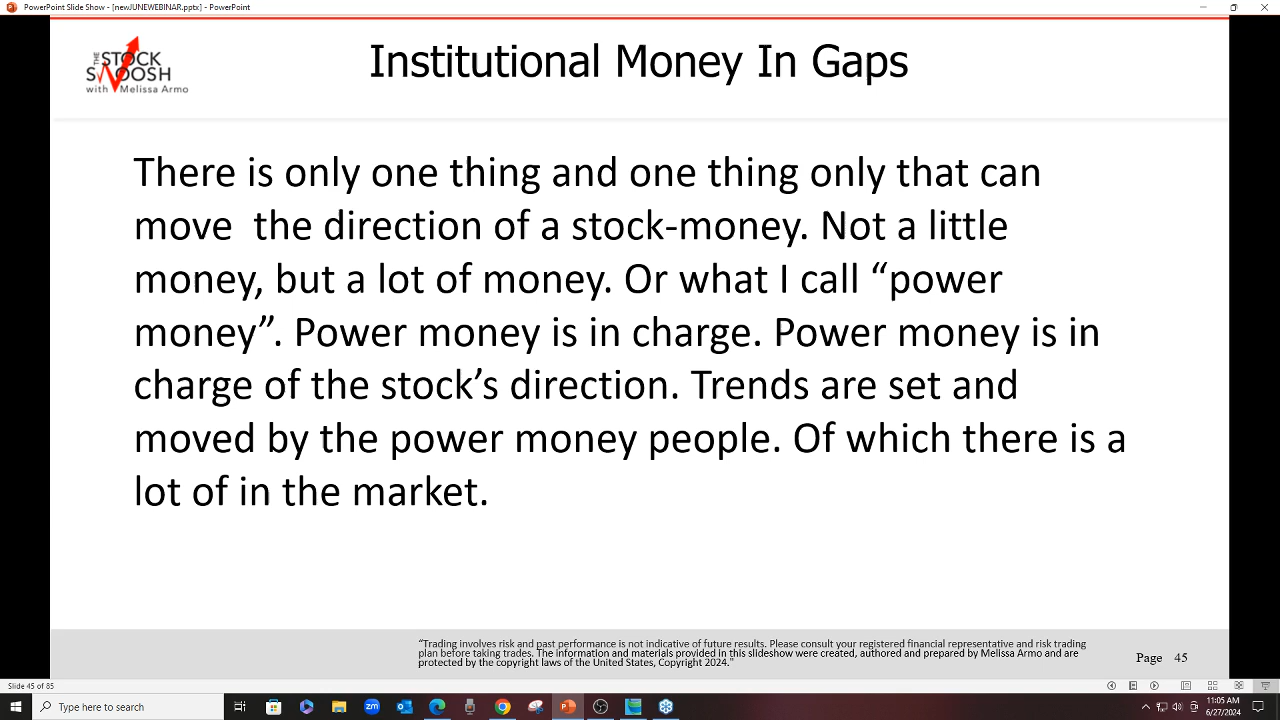 PowerPoint Slide Show - [newJUNEWEBINAR.pptx] - PowerPoint
THE
STOCK
SWOOSH
with Melissa Armo
Institutional Money In Gaps
There is only one thing and one thing only that can
move  the direction of a stock-money. Not a little
money, but a lot of money. Or what I call “power
money”. Power money is in charge. Power money is in
charge of the stock’s direction. Trends are set and
moved by the power money people. Of which there is a
lot of in the market.
“Trading involves risk and past performance is not indicative of future results. Please consult your registered financial representative and risk trading
plan before taking trades. The information and materials provided in this slideshow were created, authored and prepared by Melissa Armo and are
protected by the copyright laws of the United States, Copyright 2024."
Page 45
Slide 45 of 85
Type here to search
zm
11:05 AM
6/27/2024